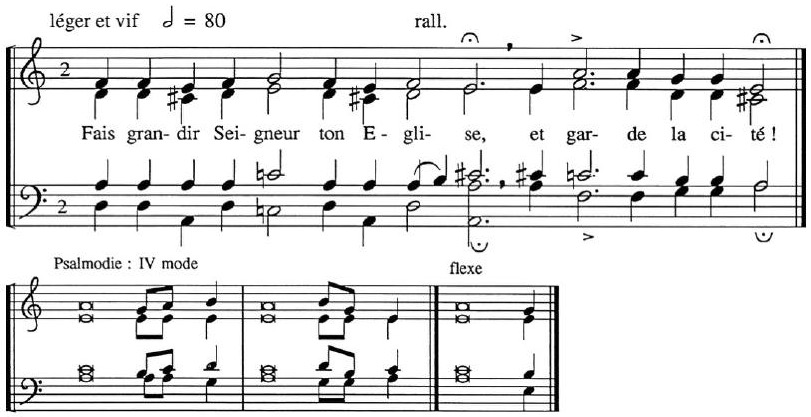 léger et vif 𝅗𝅥 = 80 rall.
Fais gran- dir Sei- gneur ton E - gli- se, et gar- de la ci- té !
Psalmodie : IV mode flexe